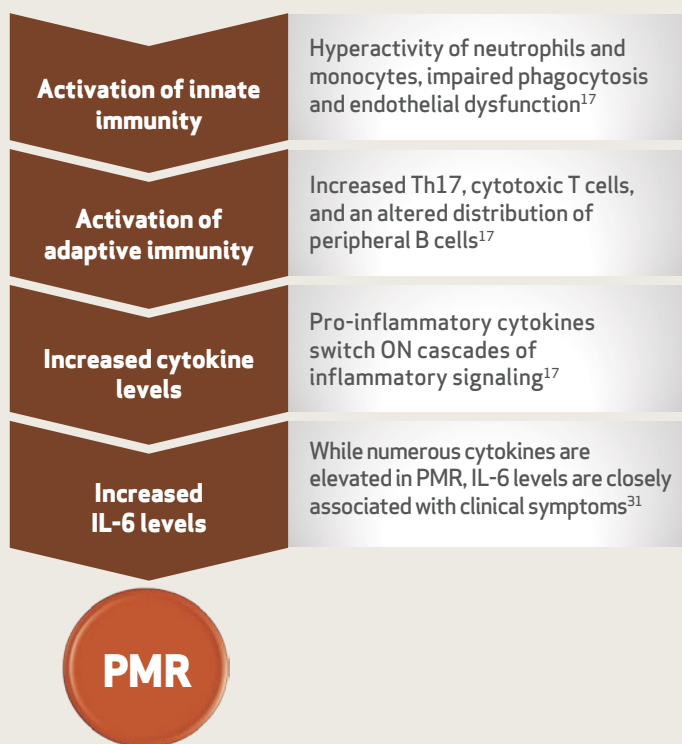 Activation of innate
immunity
Hyperactivity of neutrophils and
monocytes, impaired phagocytosis
and endothelial dysfunction17
Activation of
adaptive immunity
Increased Th17, cytotoxic T cells,
and an altered distribution of
peripheral B cells17
Increased cytokine
levels
Pro-inflammatory cytokines
switch ON cascades of
inflammatory signaling17
Increased
IL-6 levels
While numerous cytokines are
elevated in PMR, IL-6 levels are closely
associated with clinical symptoms31
PMR